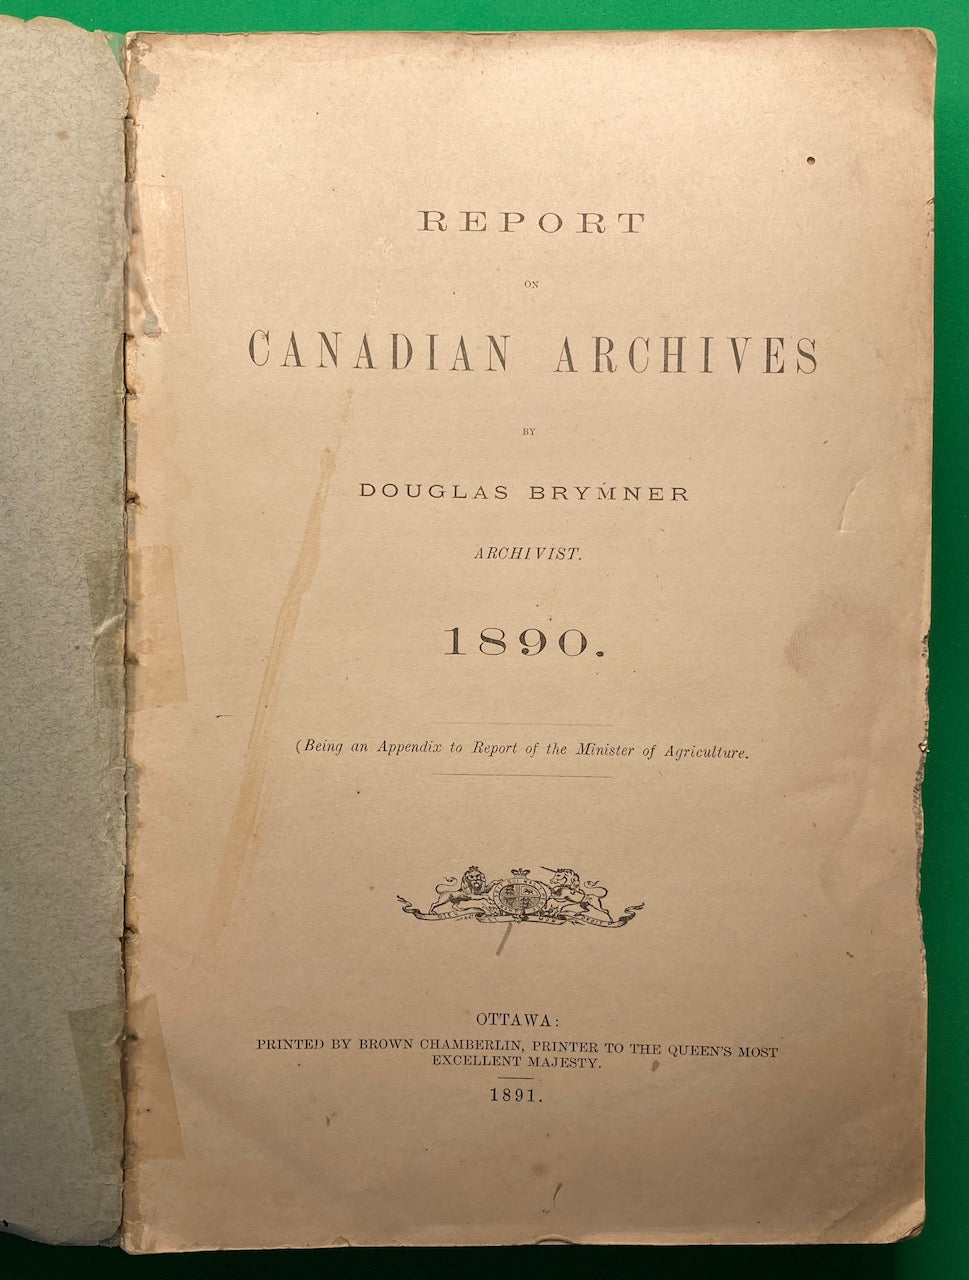 REPORT
ON
CANADIAN ARCHIVES
BY
DOUGLAS BRYMNER
ARCHIVIST.
1890.
(Being an Appendix to Report of the Minister of Agriculture.
OTTAWA:
PRINTED BY BROWN CHAMBERLIN, PRINTER TO THE QUEEN'S MOST
EXCELLENT MAJESTY.
1891.